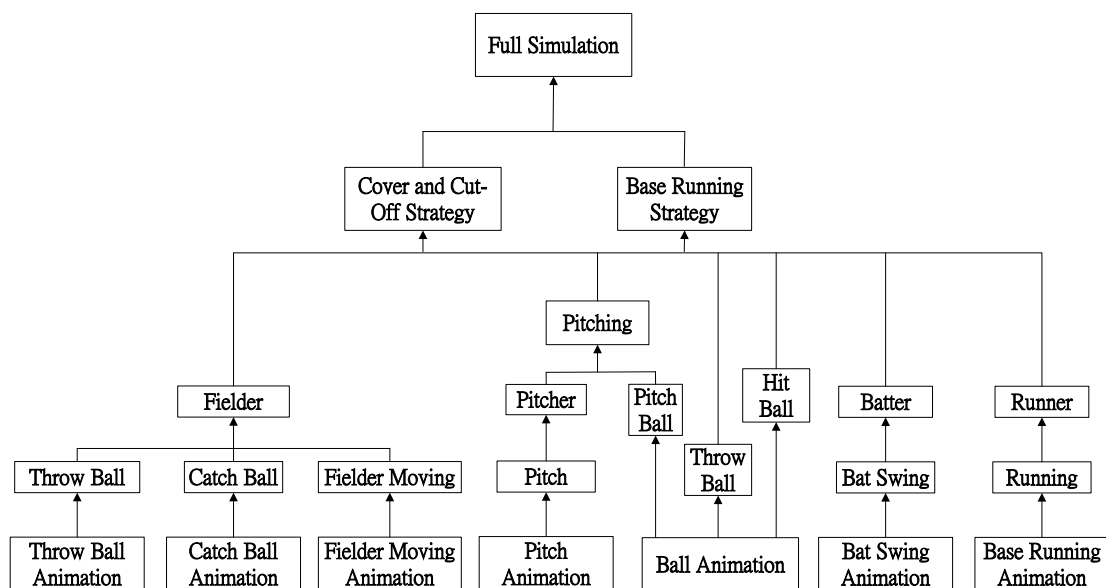 Full Simulation
Cover and Cut-
Off Strategy
Base Running
Strategy
Pitching
Fielder
Pitcher
Pitch
Ball
Hit
Ball
Batter
Runner
Throw Ball
Catch Ball
Fielder Moving
Pitch
Throw
Ball
Bat Swing
Running
Throw Ball
Animation
Catch Ball
Animation
Fielder Moving
Animation
Pitch
Animation
Ball Animation
Bat Swing
Animation
Base Running
Animation